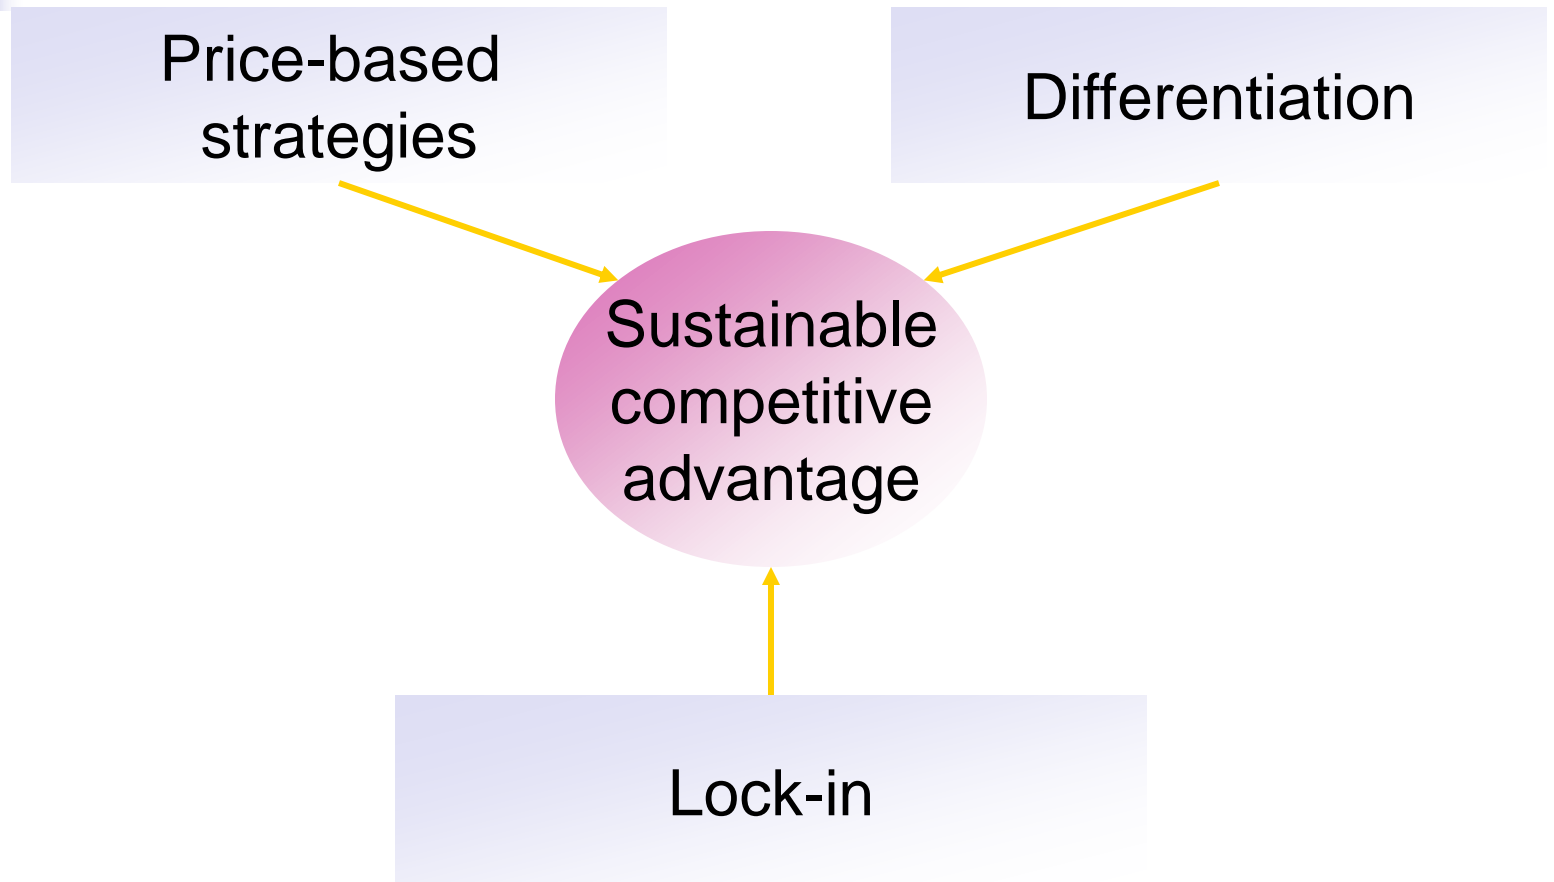 Price-based
strategies
Differentiation
Sustainable
competitive
advantage
Lock-in